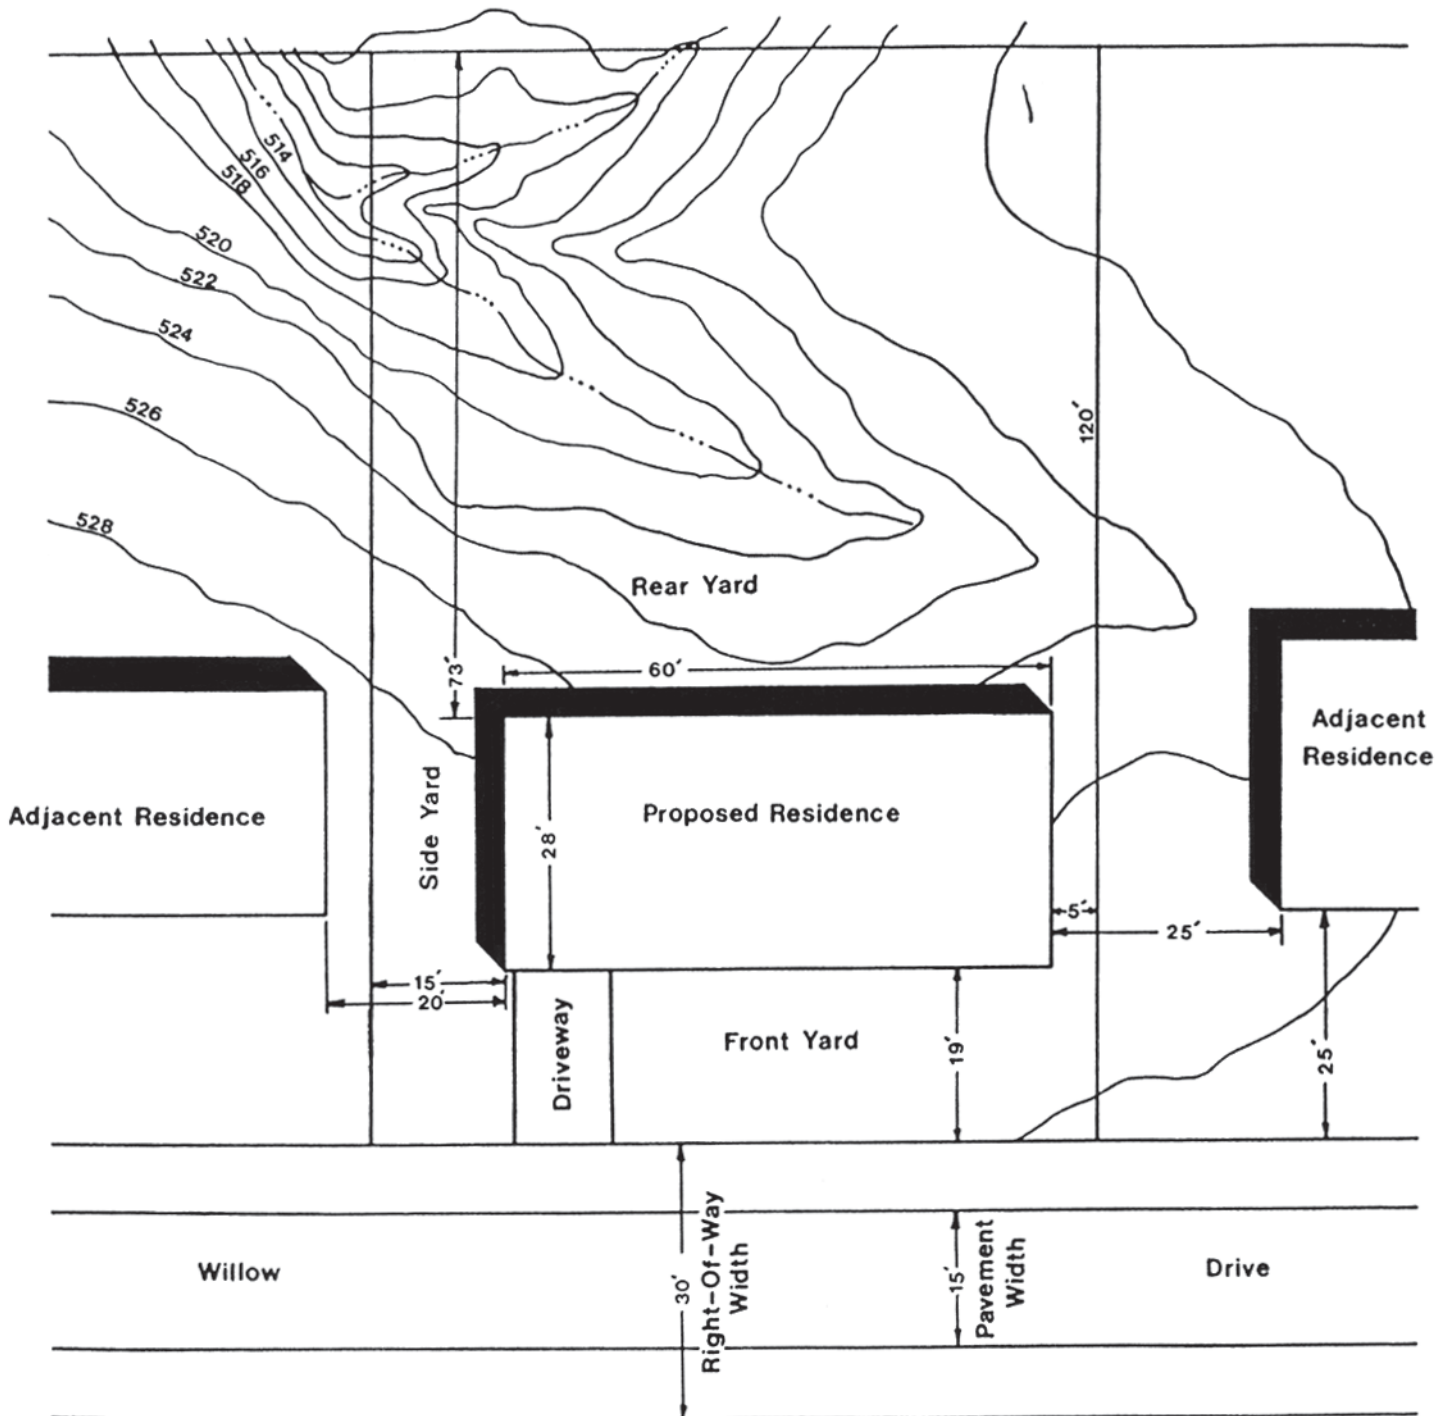 514
516
518
520
522
524
526
528
120′
Rear Yard
73′
60′
Adjacent
Residence
Adjacent Residence
Side Yard
28′
Proposed Residence
5′
25′
15′
20′
Driveway
Front Yard
19′
25′
Willow
30′
Right-Of-Way
Width
15′
Pavement
Width
Drive